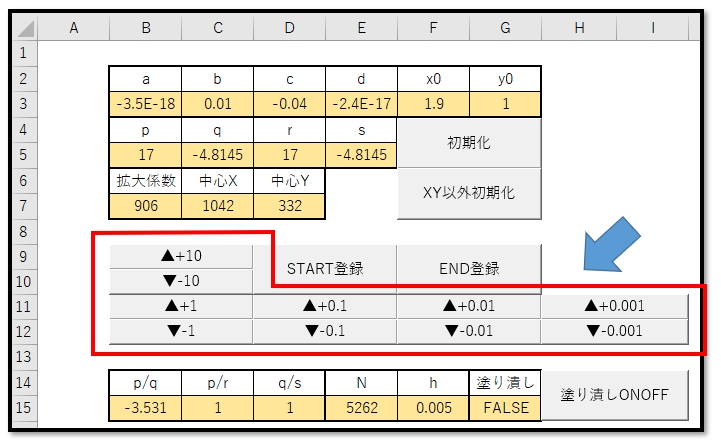 A B C D E F G H I
1
2 a b c d x0 y0
3 -3.5E-18 0.01 -0.04 -2.4E-17 1.9 1
4 p q r s
初期化
5 17 -4.8145 17 -4.8145
6 拡大係数 中心X 中心Y
XY以外初期化
7 906 1042 332
8
9 ▲+10
START登録 END登録
10 ▼-10
11 ▲+1 ▲+0.1 ▲+0.01 ▲+0.001
12 ▼-1 ▼-0.1 ▼-0.01 ▼-0.001
13
14 p/q p/r q/s N h 塗り潰し
塗り潰しONOFF
15 -3.531 1 1 5262 0.005 FALSE